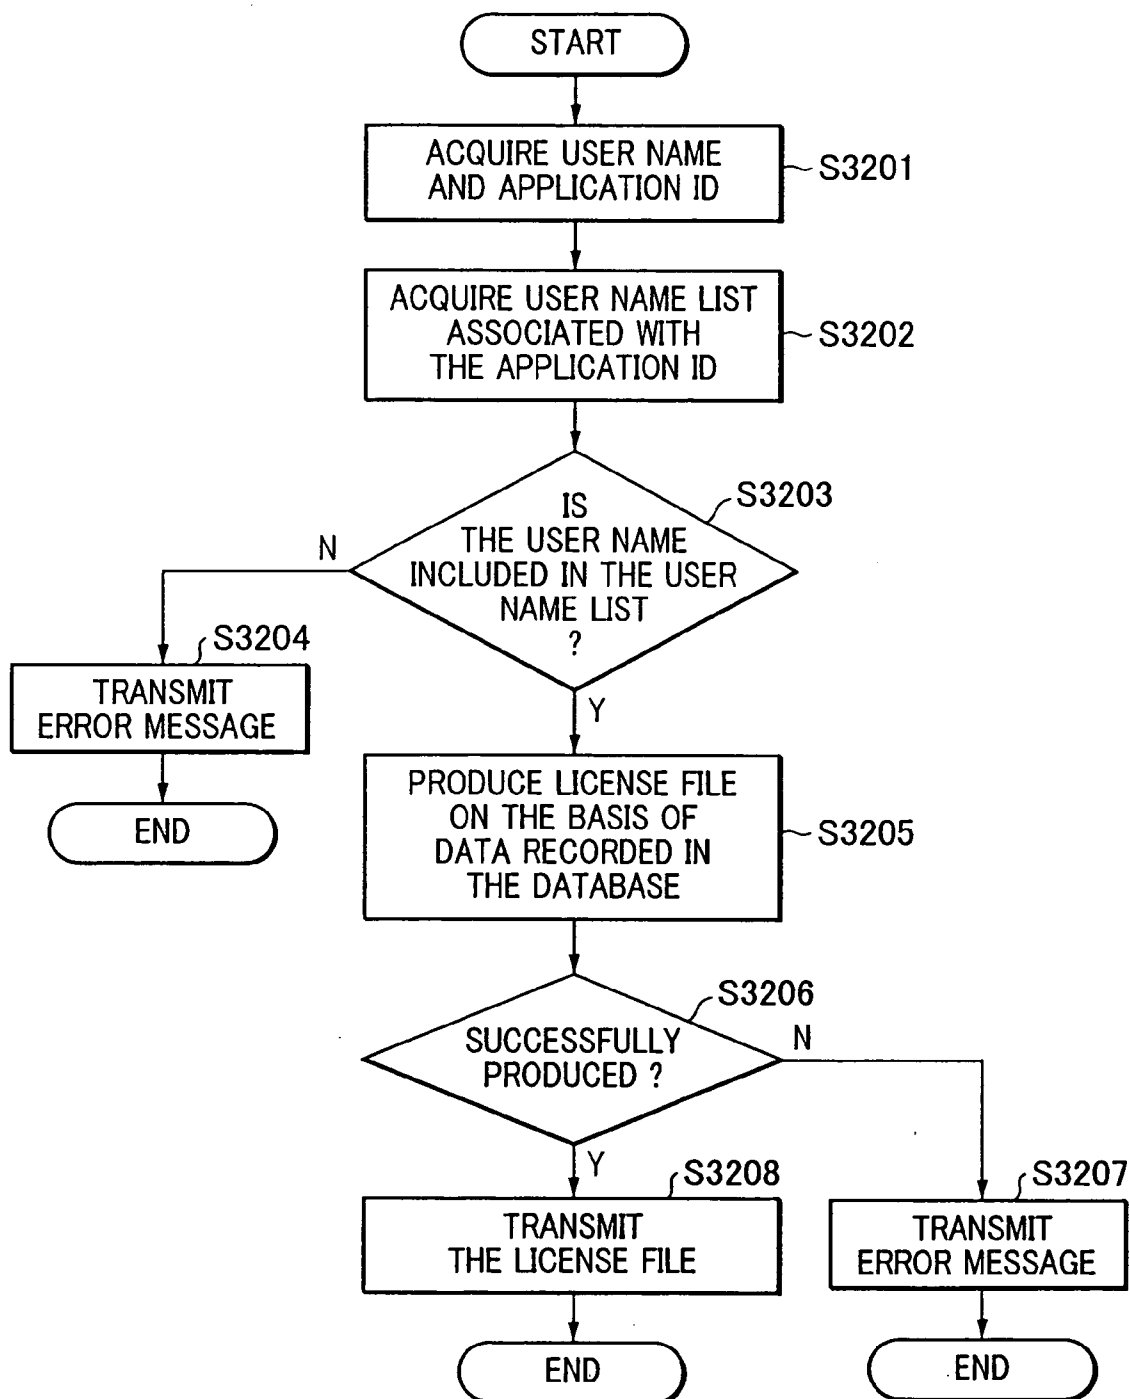 START
ACQUIRE USER NAME
AND APPLICATION ID
S3201
ACQUIRE USER NAME LIST
ASSOCIATED WITH
THE APPLICATION ID
S3202
IS
THE USER NAME
INCLUDED IN THE USER
NAME LIST
?
S3203
N
S3204
TRANSMIT
ERROR MESSAGE
END
Y
PRODUCE LICENSE FILE
ON THE BASIS OF
DATA RECORDED IN
THE DATABASE
S3205
SUCCESSFULLY
PRODUCED ?
S3206
N
Y
S3208
TRANSMIT
THE LICENSE FILE
END
S3207
TRANSMIT
ERROR MESSAGE
END